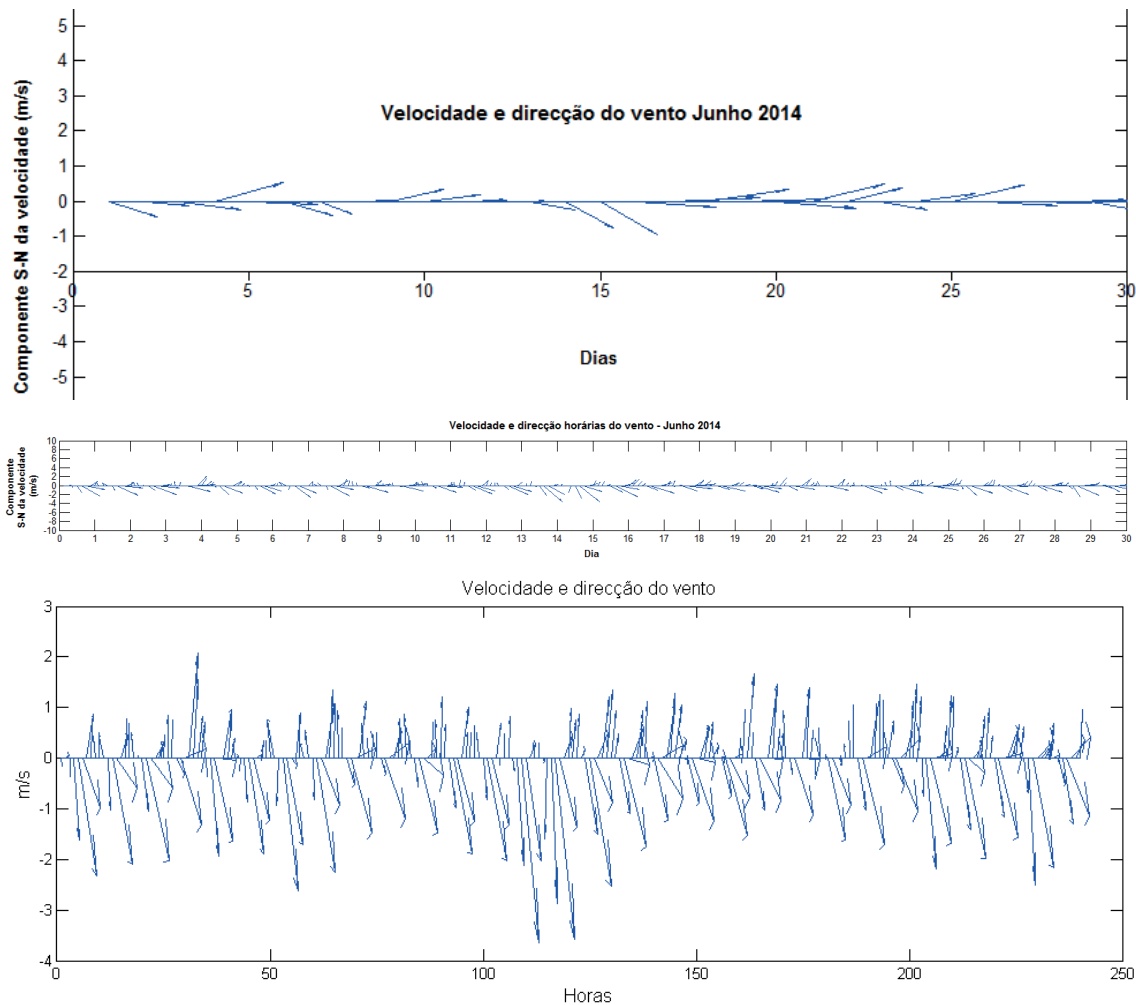 5
4
3
2
1
0
-1
-2
-3
-4
-5
Componente S-N da velocidade (m/s)
Velocidade e direcção do vento Junho 2014
0 5 10 15 20 25 30
Dias
Velocidade e direcção horárias do vento - Junho 2014
Componente
S-N da velocidade
(m/s)
10
8
6
4
2
0
-2
-4
-6
-8
-10
0 1 2 3 4 5 6 7 8 9 10 11 12 13 14 15 16 17 18 19 20 21 22 23 24 25 26 27 28 29 30
Dia
Velocidade e direcção do vento
m/s
3
2
1
0
-1
-2
-3
-4
0 50 100 150 200 250
Horas